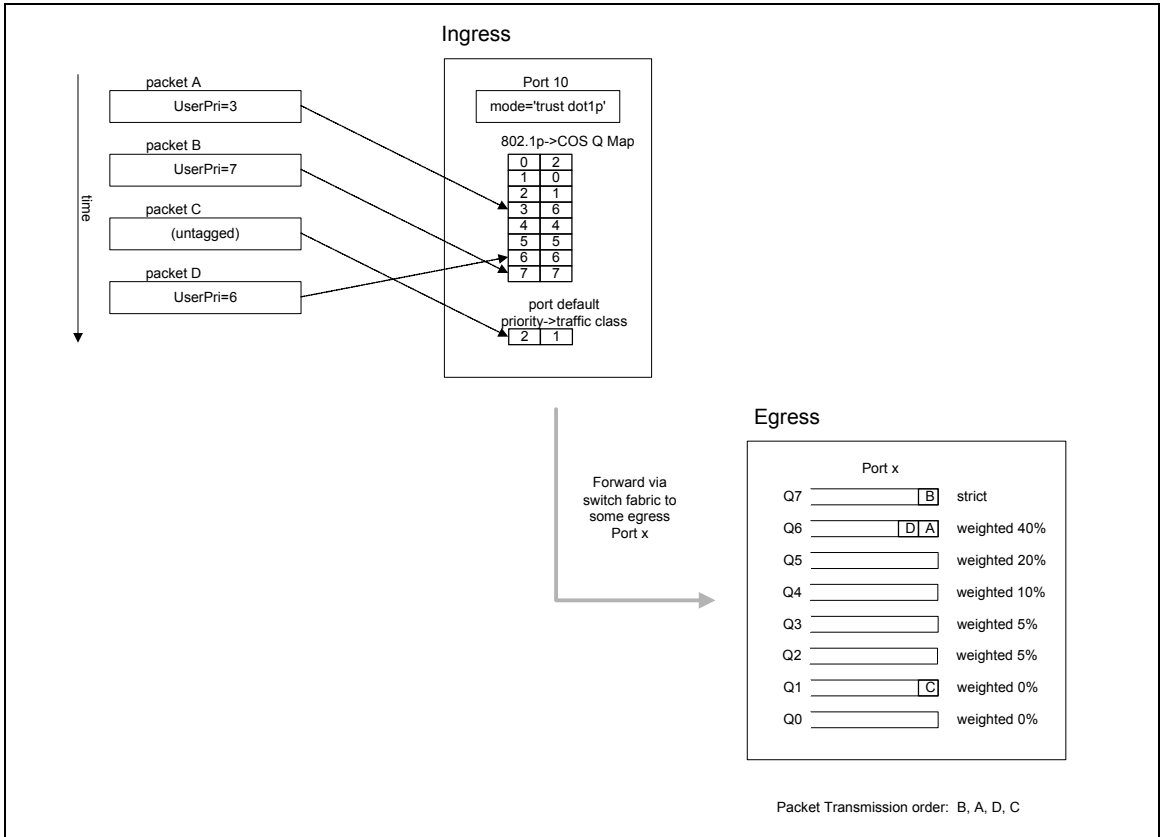 Ingress
packet A
UserPri=3
packet B
UserPri=7
packet C
(untagged)
packet D
UserPri=6
time
Port 10
mode='trust dot1p'
802.1p->COS Q Map
0 2
1 0
2 1
3 6
4 4
5 5
6 6
7 7
port default
priority->traffic class
2 1
Forward via
switch fabric to
some egress
Port x
Egress
Port x
Q7 B strict
Q6 D A weighted 40%
Q5 weighted 20%
Q4 weighted 10%
Q3 weighted 5%
Q2 weighted 5%
Q1 C weighted 0%
Q0 weighted 0%
Packet Transmission order: B, A, D, C